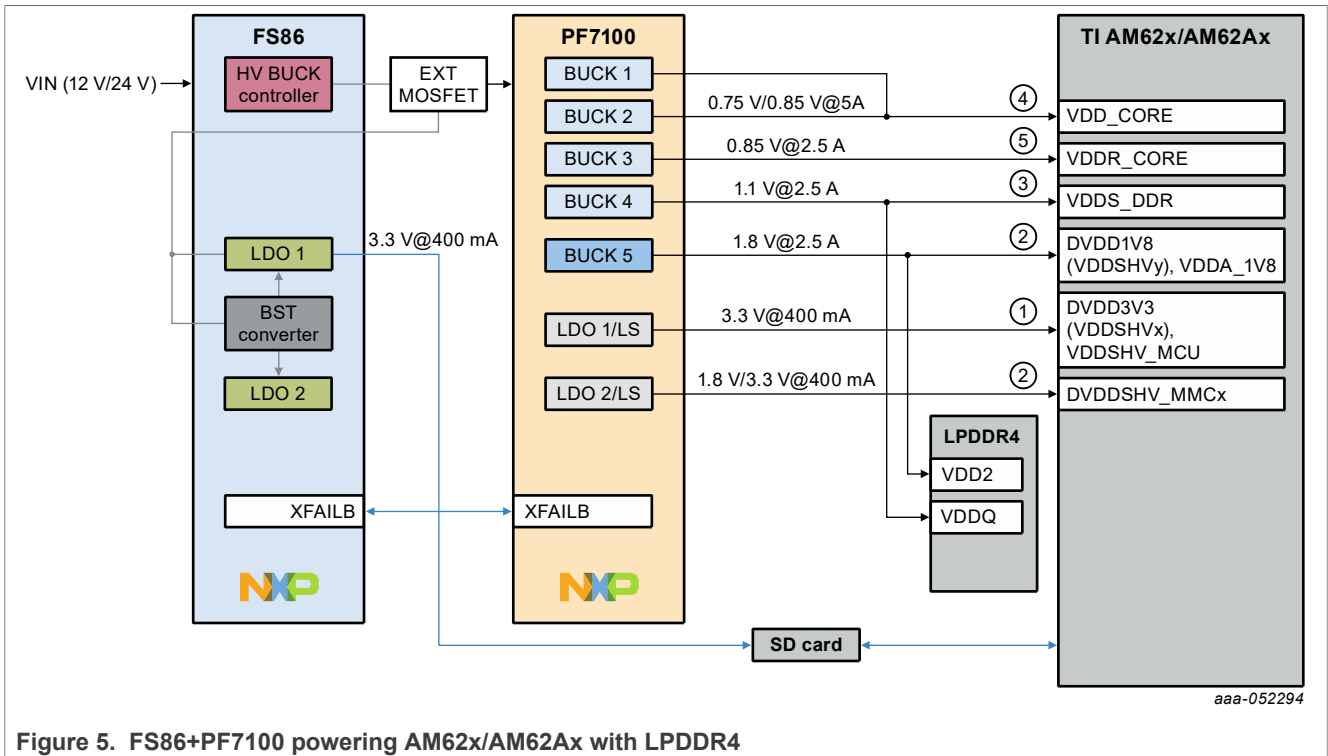 FS86
PF7100
TI AM62x/AM62Ax
VIN (12 V/24 V)
HV BUCK
controller
EXT
MOSFET
BUCK 1
BUCK 2
0.75 V/0.85 V@5A
4
VDD_CORE
BUCK 3
0.85 V@2.5 A
5
VDDR_CORE
BUCK 4
1.1 V@2.5 A
3
VDDS_DDR
LDO 1
3.3 V@400 mA
BUCK 5
1.8 V@2.5 A
2
DVDD1V8
(VDDSHVy), VDDA_1V8
BST
converter
LDO 1/LS
3.3 V@400 mA
1
DVDD3V3
(VDDSHVx),
VDDSHV_MCU
LDO 2
LDO 2/LS
1.8 V/3.3 V@400 mA
2
DVDDSHV_MMCx
LPDDR4
VDD2
VDDQ
XFAILB
XFAILB
NXP
NXP
SD card
aaa-052294
Figure 5. FS86+PF7100 powering AM62x/AM62Ax with LPDDR4